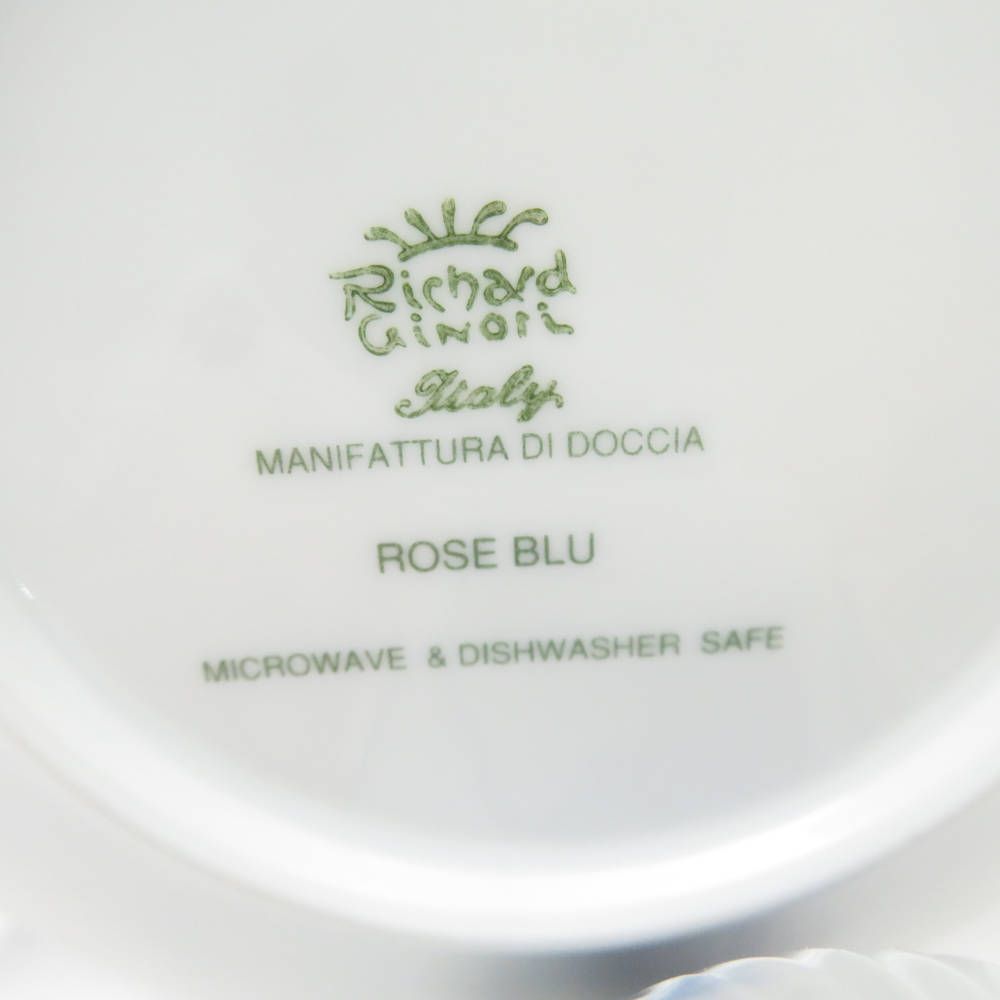 Richard
Ginori
Italy
MANIFATTURA DI DOCCIA
ROSE BLU
MICROWAVE & DISHWASHER SAFE